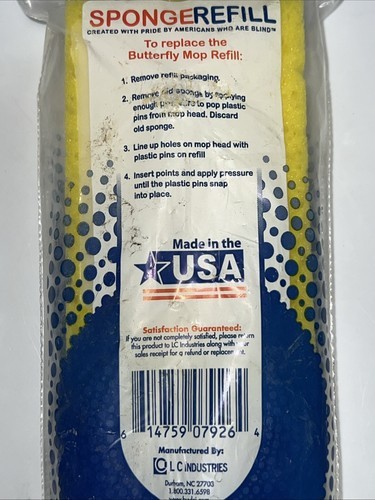 SPONGEREFILL
CREATED WITH PRIDE BY AMERICANS WHO ARE BLIND™
To replace the
Butterfly Mop Refill:
1. Remove refill packaging.
2. Remove old sponge by applying
enough pressure to pop plastic
pins from mop head. Discard
old sponge.
3. Line up holes on mop head with
plastic pins on refill
4. Insert points and apply pressure
until the plastic pins snap
into place.
Made in the
USA
Satisfaction Guaranteed:
If you are not completely satisfied, please return
this product to LC Industries along with your
sales receipt for a refund or replacement.
6 14759 07926 4
Manufactured By:
LC INDUSTRIES
Durham, NC 27703
1.800.331.6598